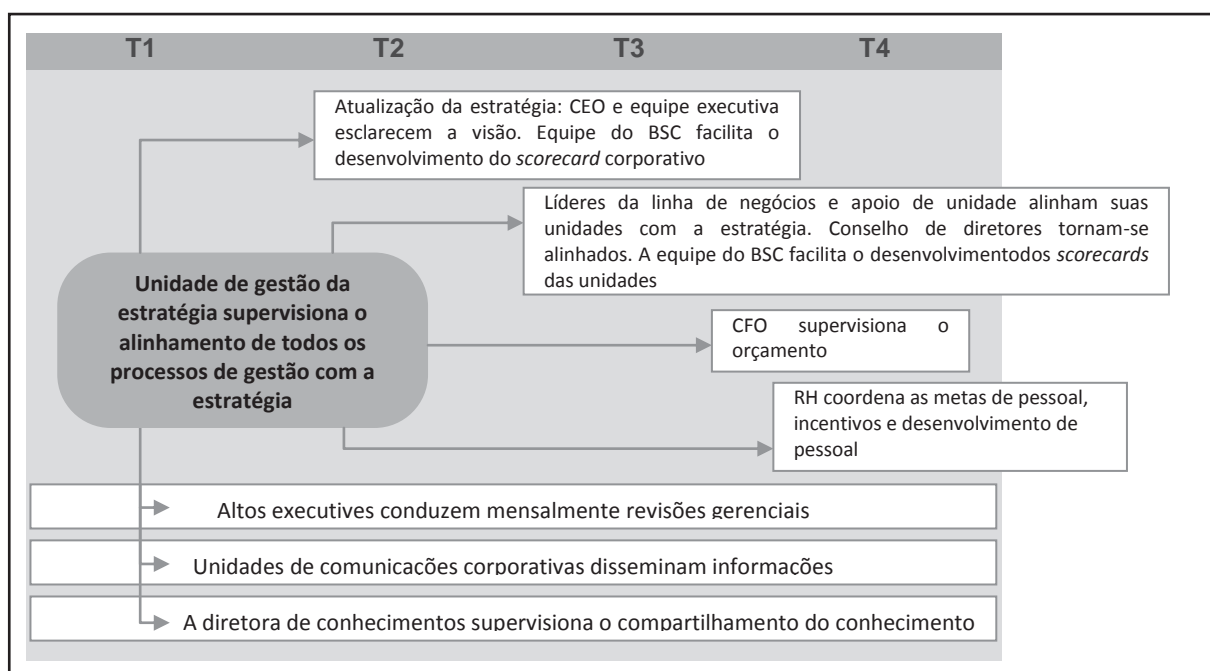 T1 T2 T3 T4
Atualização da estratégia: CEO e equipe executiva
esclarecem a visão. Equipe do BSC facilita o
desenvolvimento do scorecard corporativo
Líderes da linha de negócios e apoio de unidade alinham suas
unidades com a estratégia. Conselho de diretores tornam-se
alinhados. A equipe do BSC facilita o desenvolvimentodos scorecards
das unidades
Unidade de gestão da
estratégia supervisiona o
alinhamento de todos os
processos de gestão com a
estratégia
CFO supervisiona o
orçamento
RH coordena as metas de pessoal,
incentivos e desenvolvimento de
pessoal
Altos executives conduzem mensalmente revisões gerenciais
Unidades de comunicações corporativas disseminam informações
A diretora de conhecimentos supervisiona o compartilhamento do conhecimento